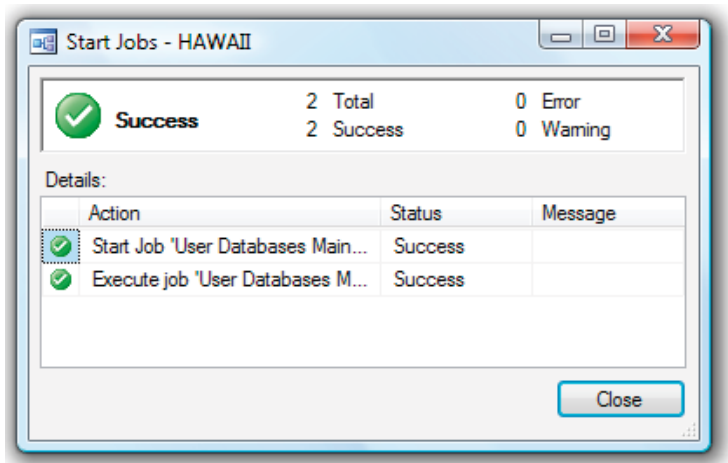 Start Jobs - HAWAII
Success
2 Total 0 Error
2 Success 0 Warning
Details:
Action Status Message
Start Job 'User Databases Main... Success
Execute job 'User Databases M... Success
Close